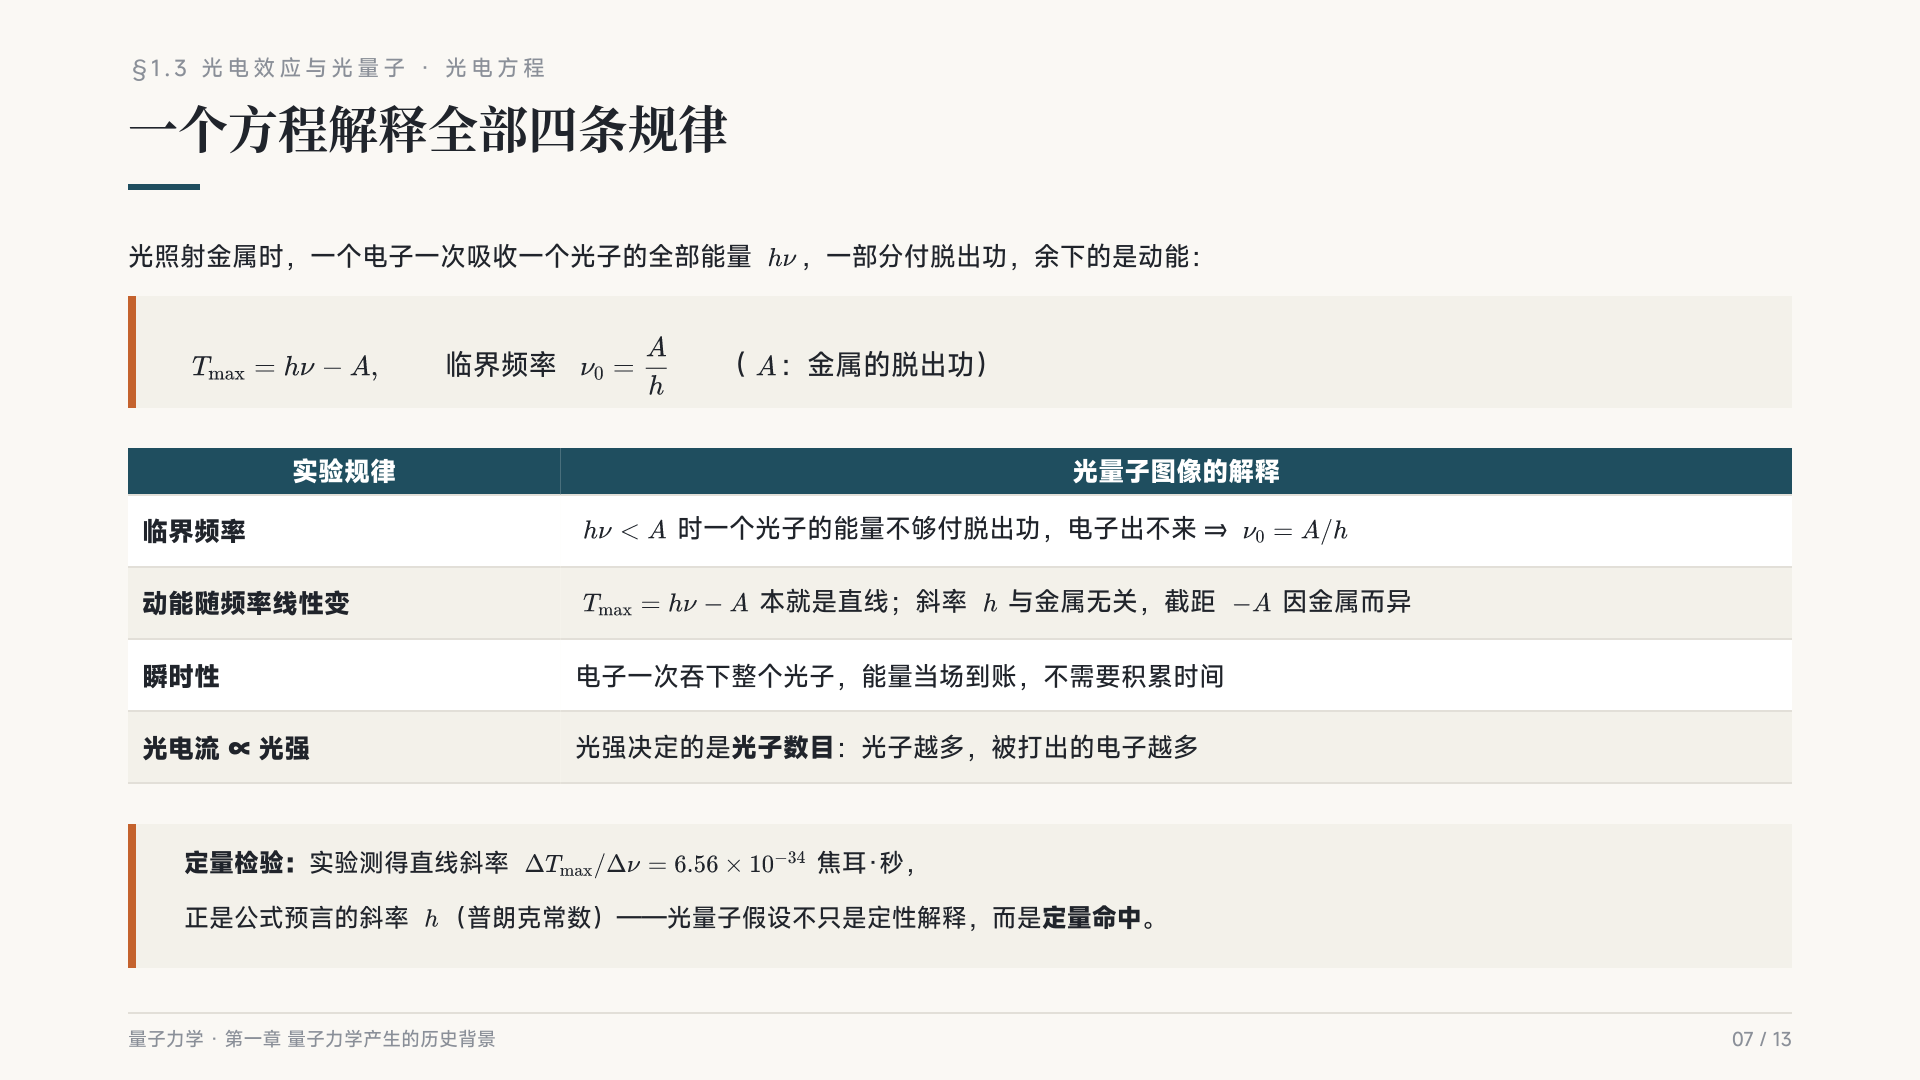 §1.3 光电效应与光量子 · 光电方程
一个方程解释全部四条规律
光照射金属时，一个电子一次吸收一个光子的全部能量 hν，一部分付脱出功，余下的是动能：
T_max = hν − A,  临界频率 ν₀ = A/h  （A：金属的脱出功）
实验规律 光量子图像的解释
临界频率 hν < A 时一个光子的能量不够付脱出功，电子出不来 ⇒ ν₀ = A/h
动能随频率线性变 T_max = hν − A 本就是直线；斜率 h 与金属无关，截距 −A 因金属而异
瞬时性 电子一次吞下整个光子，能量当场到账，不需要积累时间
光电流 ∝ 光强 光强决定的是光子数目：光子越多，被打出的电子越多
定量检验：实验测得直线斜率 ΔT_max/Δν = 6.56 × 10⁻³⁴ 焦耳·秒，
正是公式预言的斜率 h（普朗克常数）——光量子假设不只是定性解释，而是定量命中。
量子力学 · 第一章 量子力学产生的历史背景
07 / 13